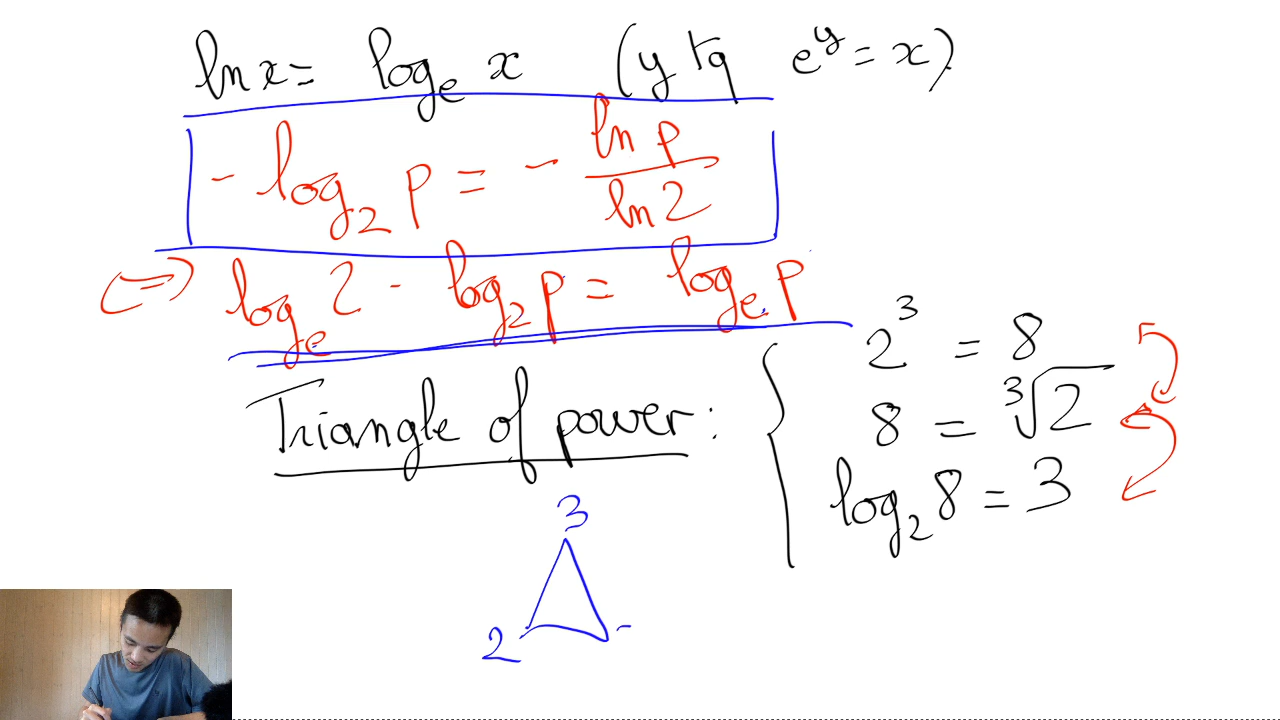 ln x = log_e x (y tq e^y = x)
- log_2 p = - ln p / ln 2
⟺ log_e 2 · log_2 p = log_e p
2^3 = 8
8 = ∛2
log_2 8 = 3
Triangle of power :
3
2